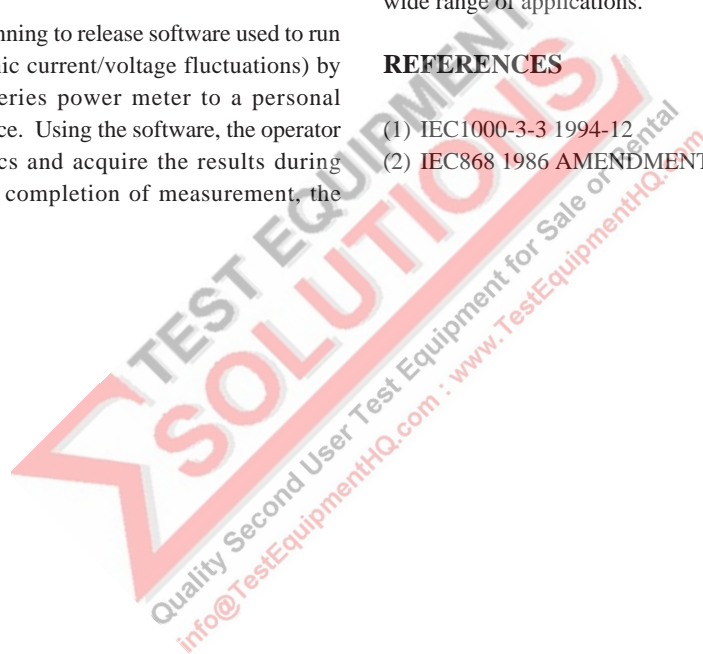 nning to release software used to run
nic current/voltage fluctuations) by
eries power meter to a personal
ce. Using the software, the operator
cs and acquire the results during
completion of measurement, the
wide range of applications.
REFERENCES
(1) IEC1000-3-3 1994-12
(2) IEC868 1986 AMENDMENT
TEST EQUIPMENT
SOLUTIONS
Quality Second User Test Equipment for Sale or Rental
info@TestEquipmentHQ.com : www.TestEquipmentHQ.com